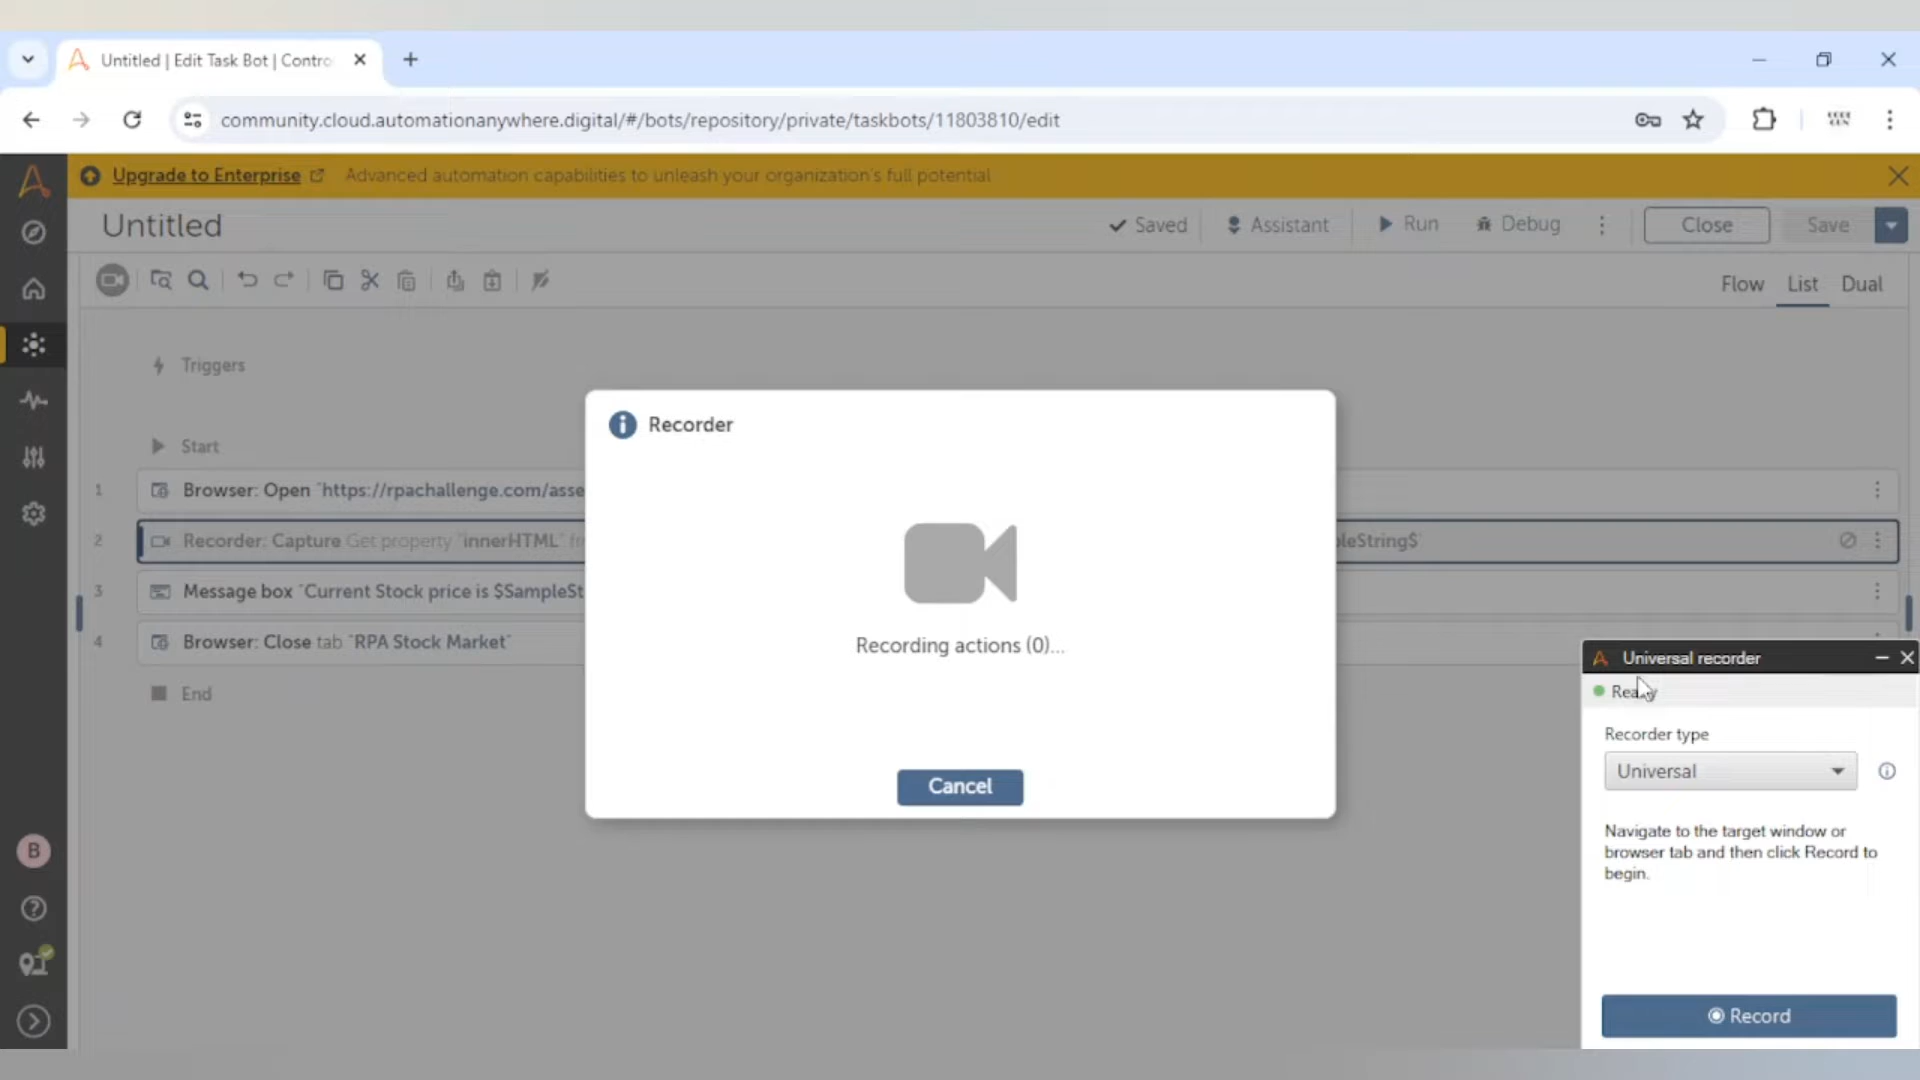 Untitled | Edit Task Bot | Contro
community.cloud.automationanywhere.digital/#/bots/repository/private/taskbots/11803810/edit
Upgrade to Enterprise Advanced automation capabilities to unleash your organization's full potential
Untitled
Saved
Assistant
Run
Debug
Close
Save
Flow
List
Dual
Triggers
Start
1 Browser: Open "https://rpachallenge.com/asse
2 Recorder: Capture Get property "innerHTML" fr
pleString$
3 Message box "Current Stock price is $SampleSt
4 Browser: Close tab "RPA Stock Market"
End
Recorder
Recording actions (0)...
Cancel
Universal recorder
Ready
Recorder type
Universal
Navigate to the target window or
browser tab and then click Record to
begin.
Record
B